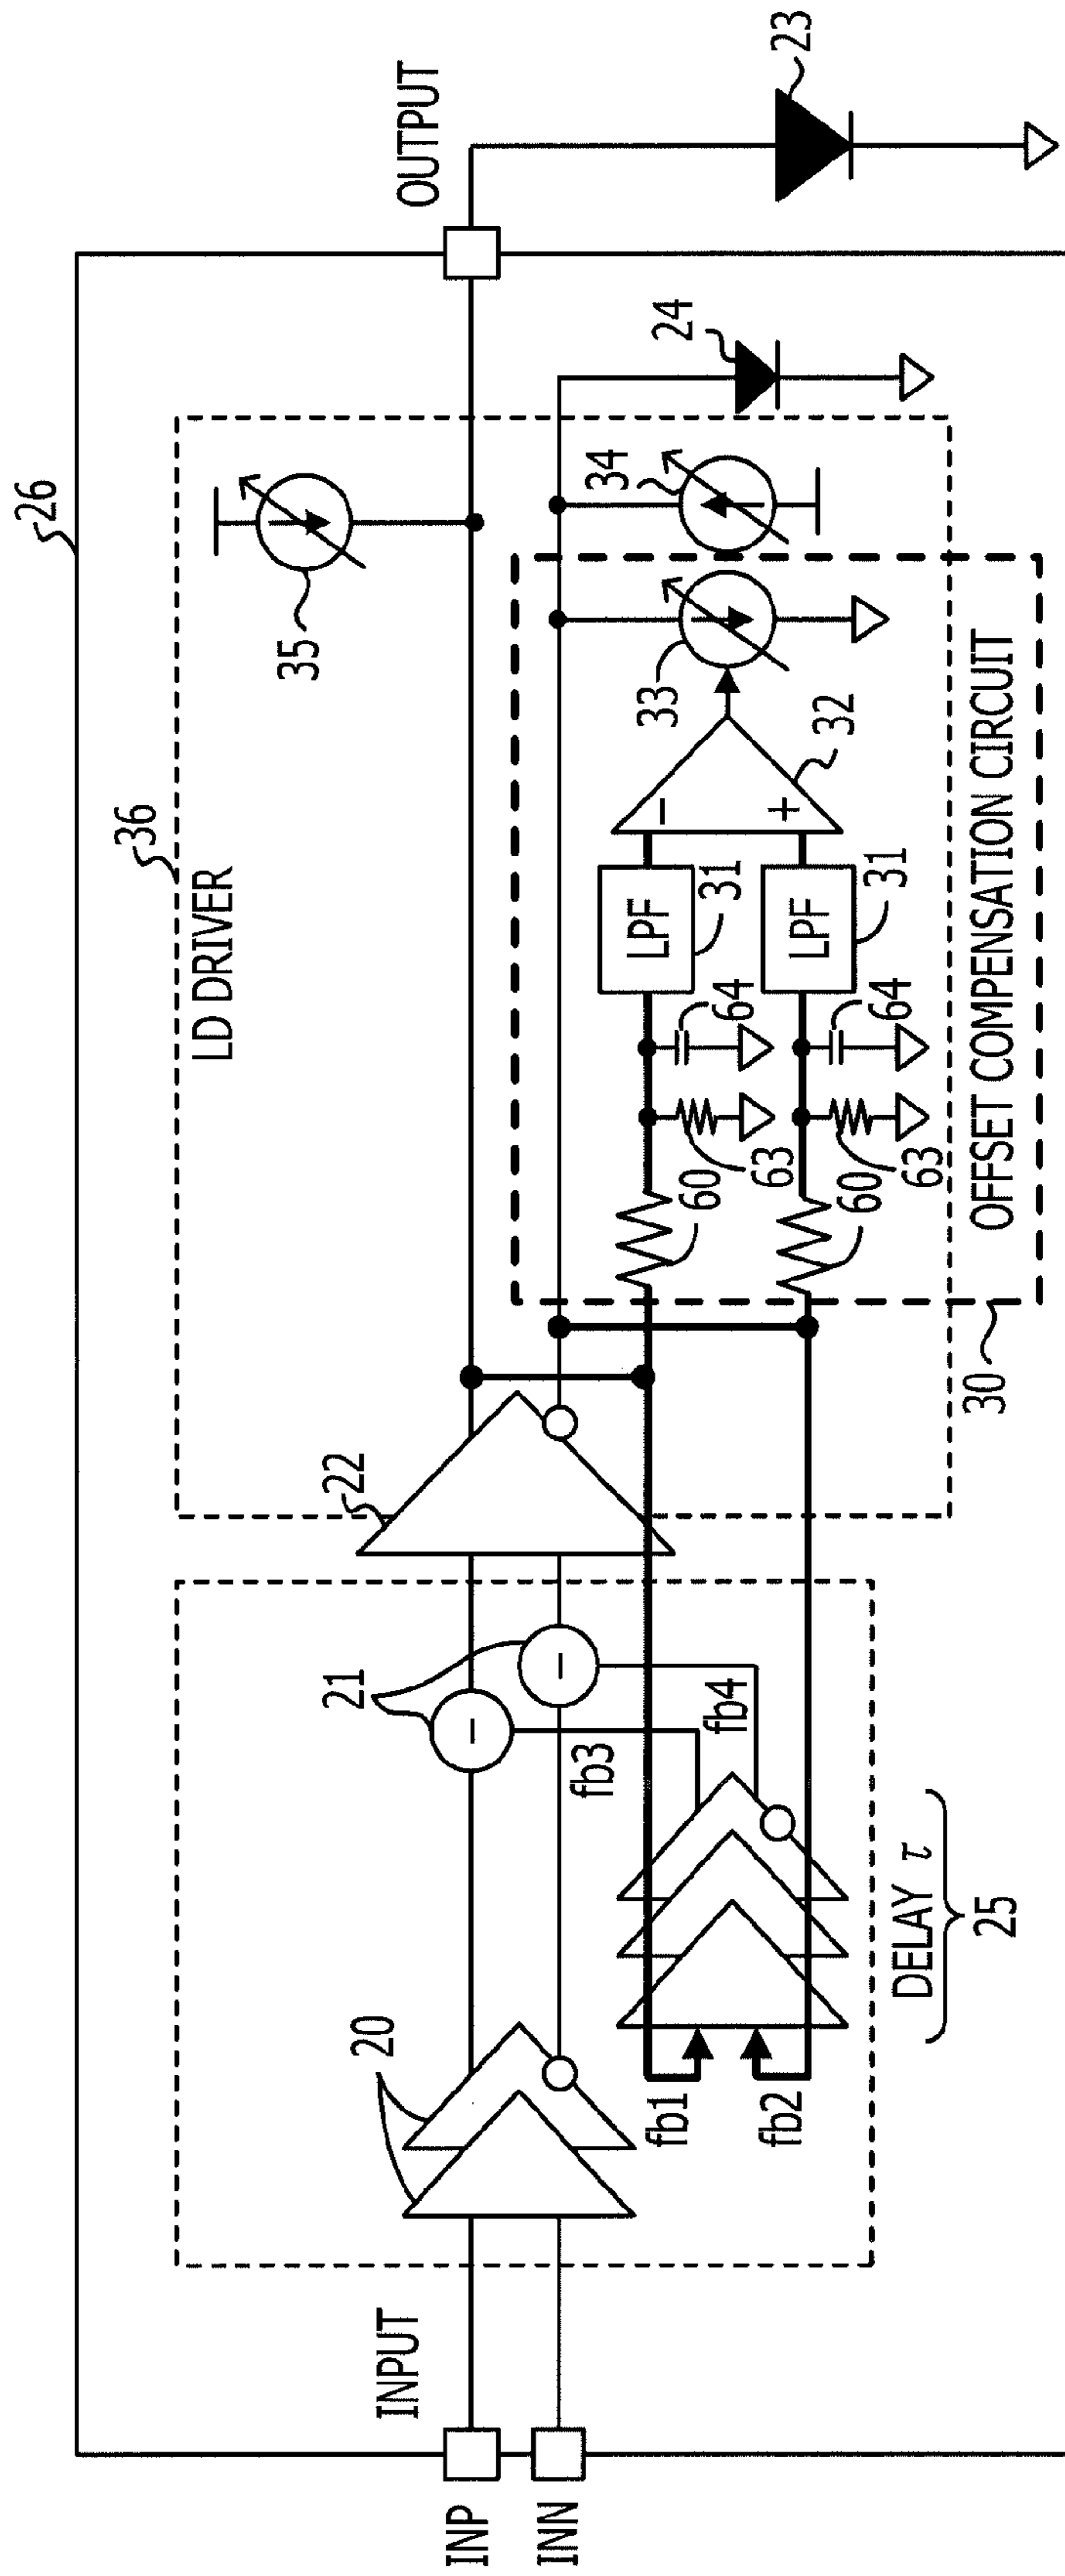 26
36
LD DRIVER
35
OUTPUT
23
24
34
33
32
−
+
LPF
31
LPF
31
64
64
63
63
60
60
OFFSET COMPENSATION CIRCUIT
30
22
21
−
−
fb3
fb4
20
fb1
fb2
DELAY τ
25
INPUT
INP
INN